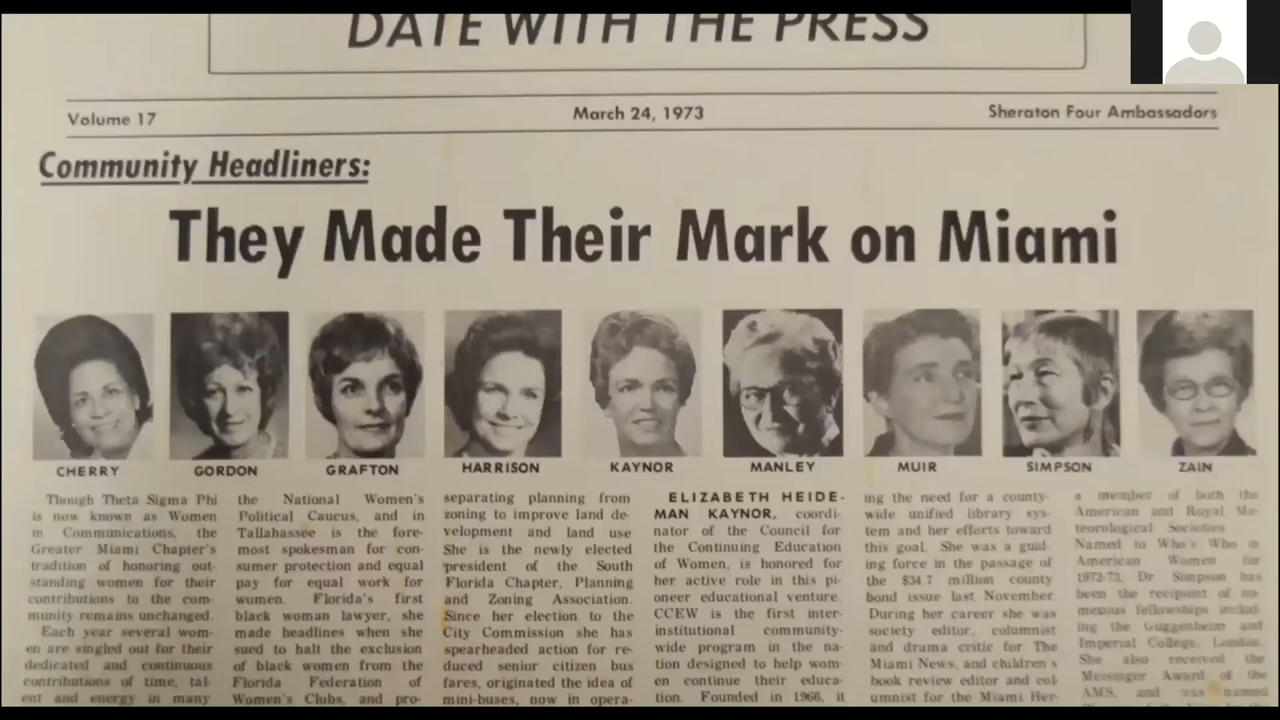 DATE WITH THE PRESS
Volume 17
March 24, 1973
Sheraton Four Ambassadors
Community Headliners:
They Made Their Mark on Miami
CHERRY
GORDON
GRAFTON
HARRISON
KAYNOR
MANLEY
MUIR
SIMPSON
ZAIN
Though Theta Sigma Phi
is now known as Women
in Communications, the
Greater Miami Chapter's
tradition of honoring out-
standing women for their
contributions to the com-
munity remains unchanged.
Each year several wom-
en are singled out for their
dedicated and continuous
contributions of time, tal-
ent and energy in many
the National Women's
Political Caucus, and in
Tallahassee is the fore-
most spokesman for con-
sumer protection and equal
pay for equal work for
women. Florida's first
black woman lawyer, she
made headlines when she
sued to halt the exclusion
of black women from the
Florida Federation of
Women's Clubs, and pro-
separating planning from
zoning to improve land de-
velopment and land use
She is the newly elected
president of the South
Florida Chapter, Planning
and Zoning Association.
Since her election to the
City Commission she has
spearheaded action for re-
duced senior citizen bus
fares, originated the idea of
mini-buses, now in opera-
ELIZABETH HEIDE-
MAN KAYNOR, coordi-
nator of the Council for
the Continuing Education
of Women, is honored for
her active role in this pi-
oneer educational venture.
CCEW is the first inter-
institutional community-
wide program in the na-
tion designed to help wom-
en continue their educa-
tion. Founded in 1966, it
ing the need for a county-
wide unified library sys-
tem and her efforts toward
this goal. She was a guid-
ing force in the passage of
the $34.7 million county
bond issue last November.
During her career she was
society editor, columnist
and drama critic for The
Miami News, and children's
book review editor and col-
umnist for the Miami Her-
a member of both the
American and Royal Me-
teorological Societies
Named to Who's Who in
American Women for
1972-73, Dr Simpson has
been the recipient of nu-
merous fellowships includ-
ing the Guggenheim and
Imperial College, London.
She also received the
Meisinger Award of the
AMS, and was named